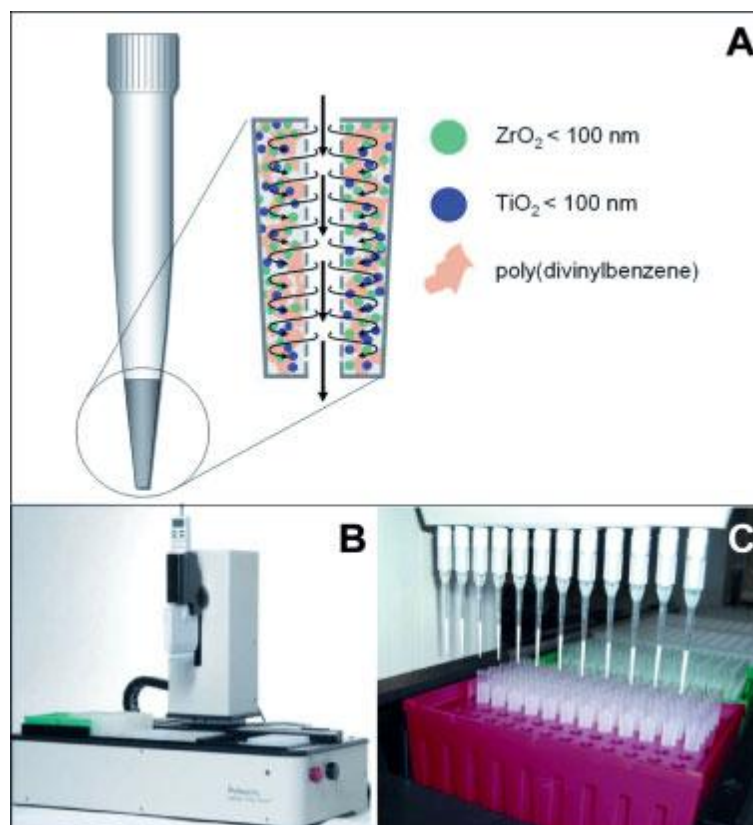 A
ZrO₂ < 100 nm
TiO₂ < 100 nm
poly(divinylbenzene)
B
C